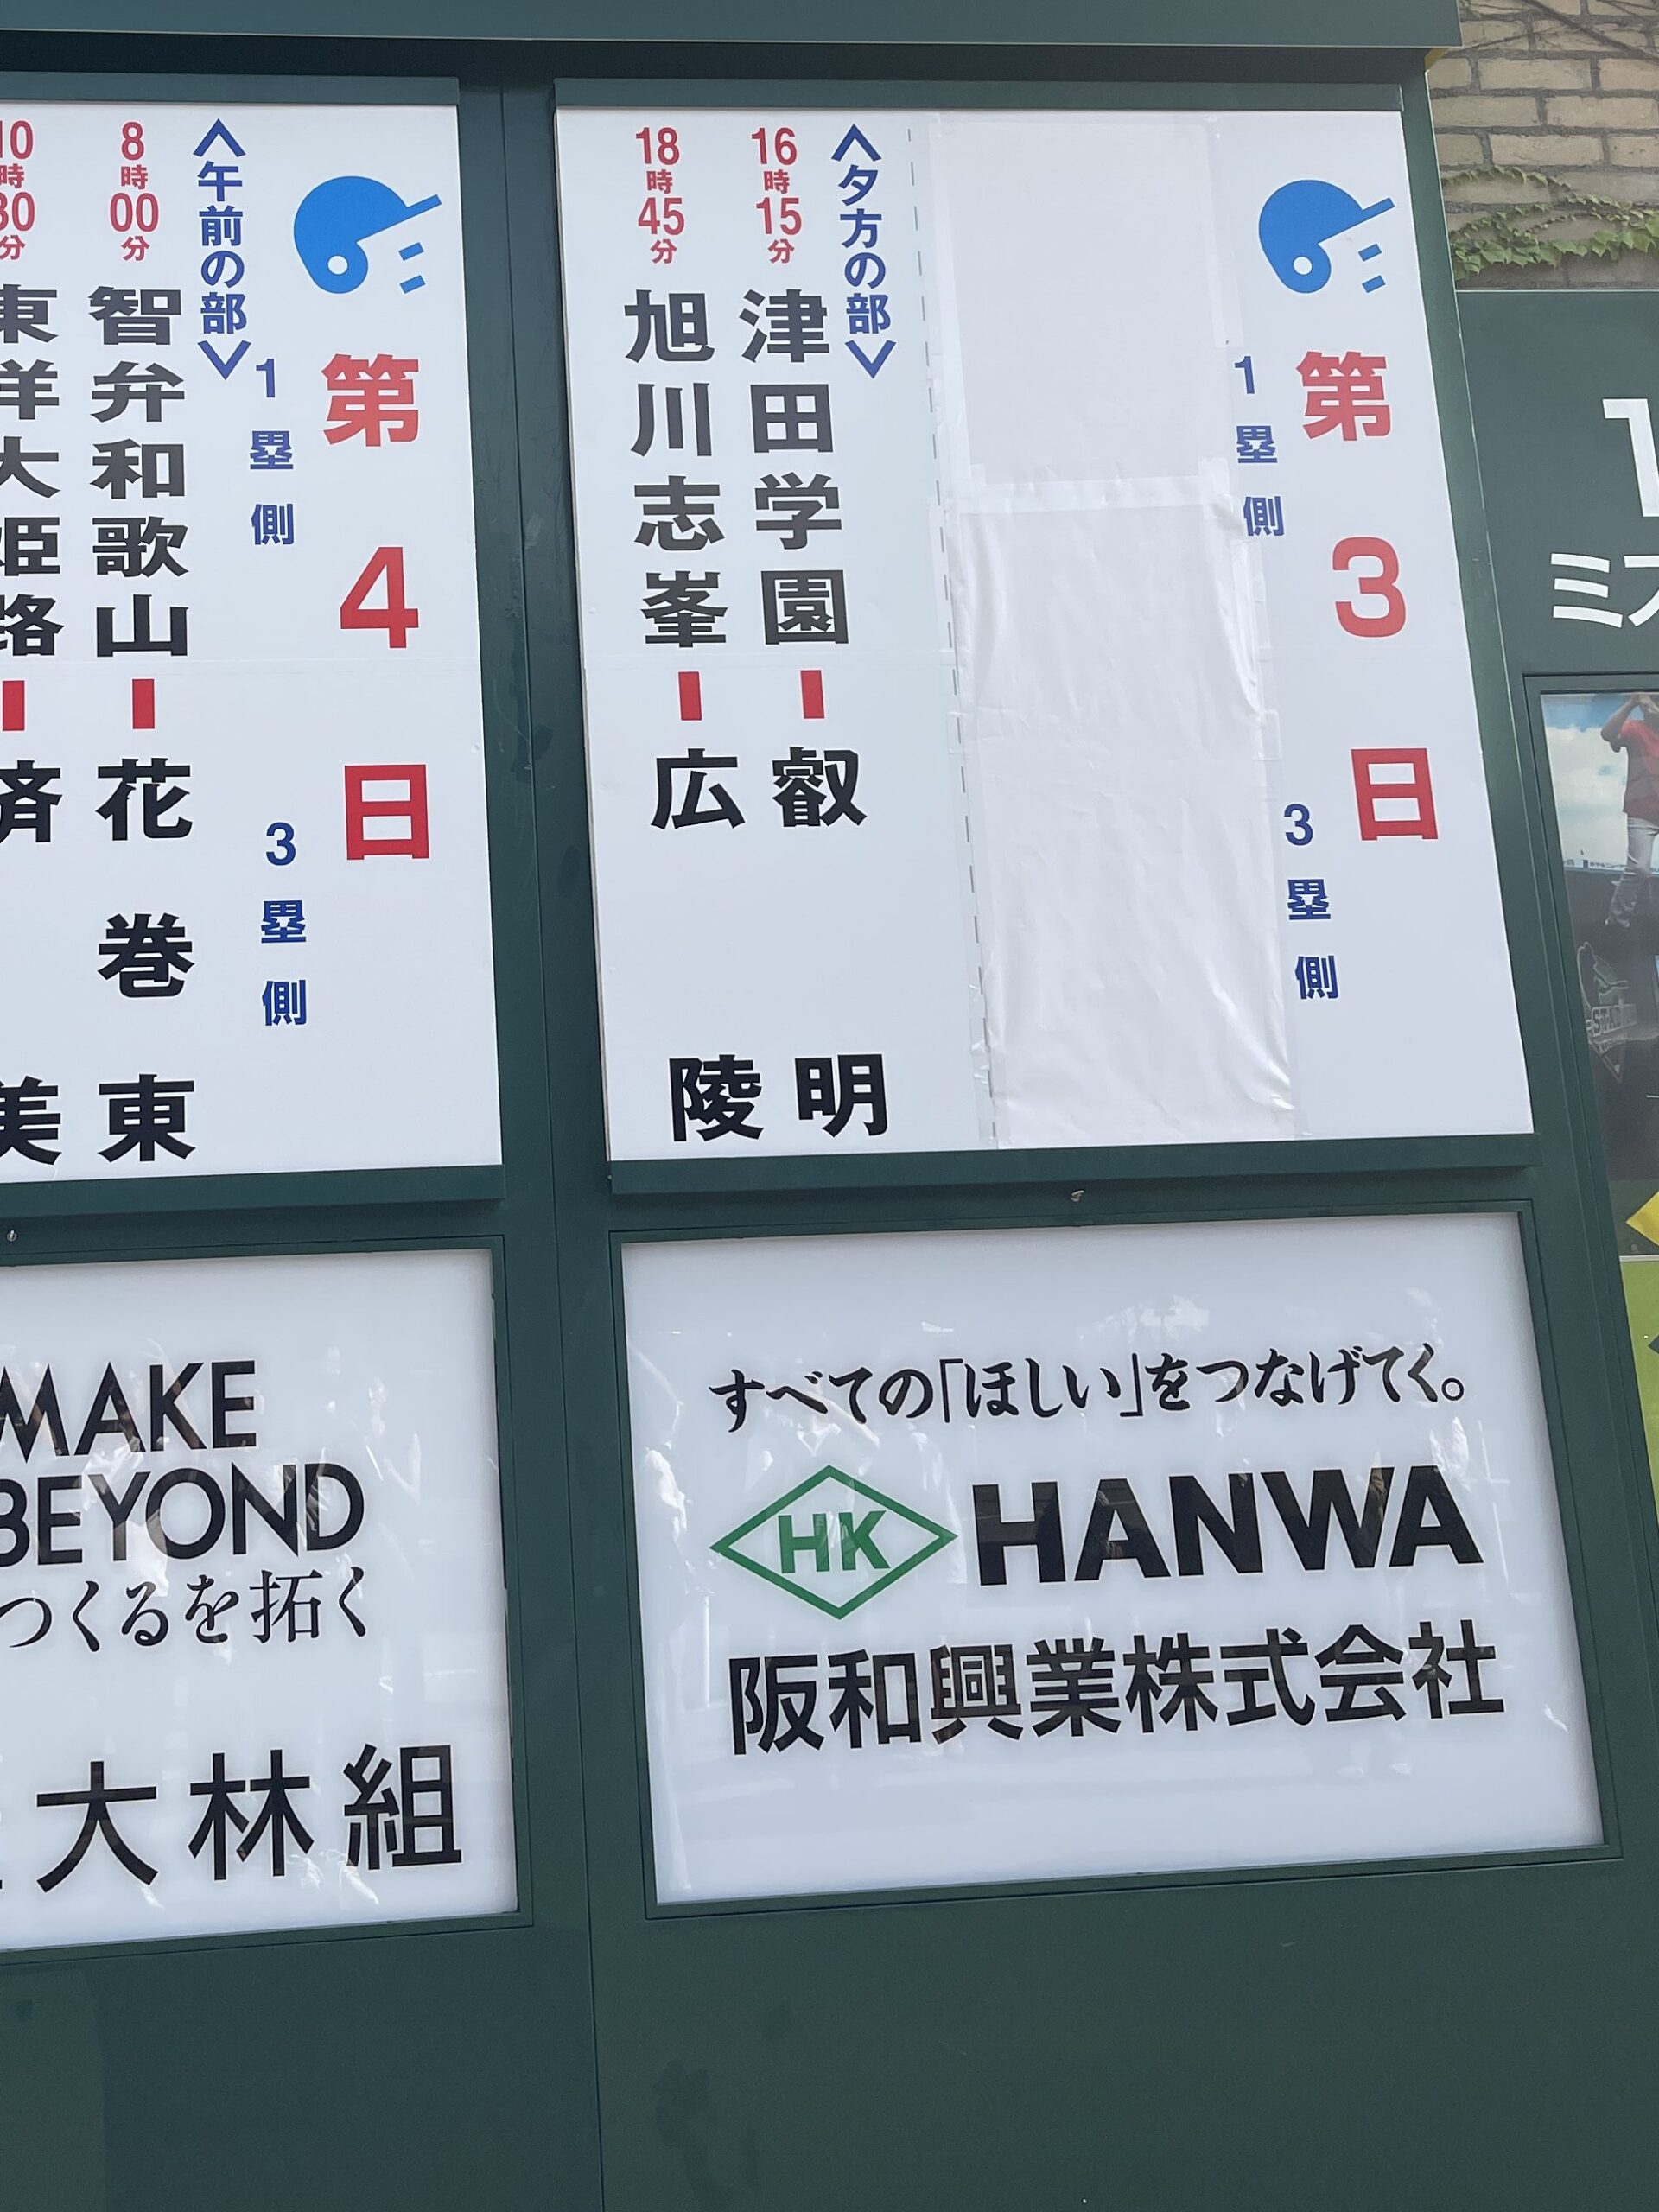 第3日
1塁側
3塁側
〈夕方の部〉
16時15分
津田学園ー叡明
18時45分
旭川志峯ー広陵
第4日
1塁側
3塁側
〈午前の部〉
8時00分
智弁和歌山ー花巻東
すべての「ほしい」をつなげてく。
HK HANWA
阪和興業株式会社
MAKE
BEYOND
つくるを拓く
大林組